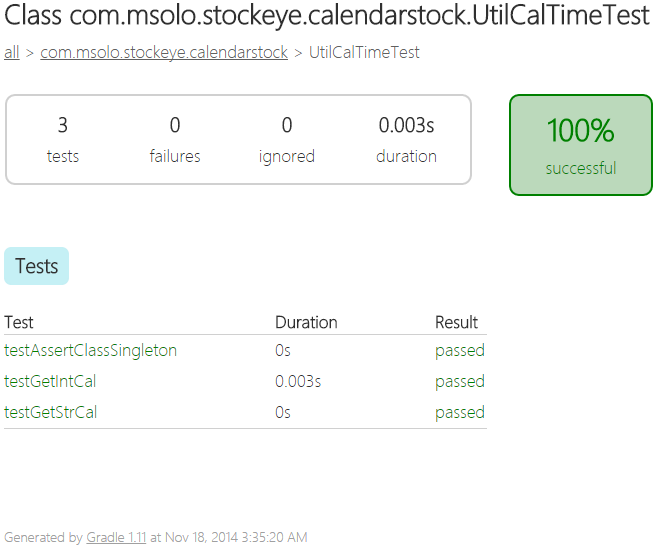 Class com.msolo.stockeye.calendarstock.UtilCalTimeTest
all > com.msolo.stockeye.calendarstock > UtilCalTimeTest
3 0 0 0.003s
tests failures ignored duration
100%
successful
Tests
Test Duration Result
testAssertClassSingleton 0s passed
testGetIntCal 0.003s passed
testGetStrCal 0s passed
Generated by Gradle 1.11 at Nov 18, 2014 3:35:20 AM